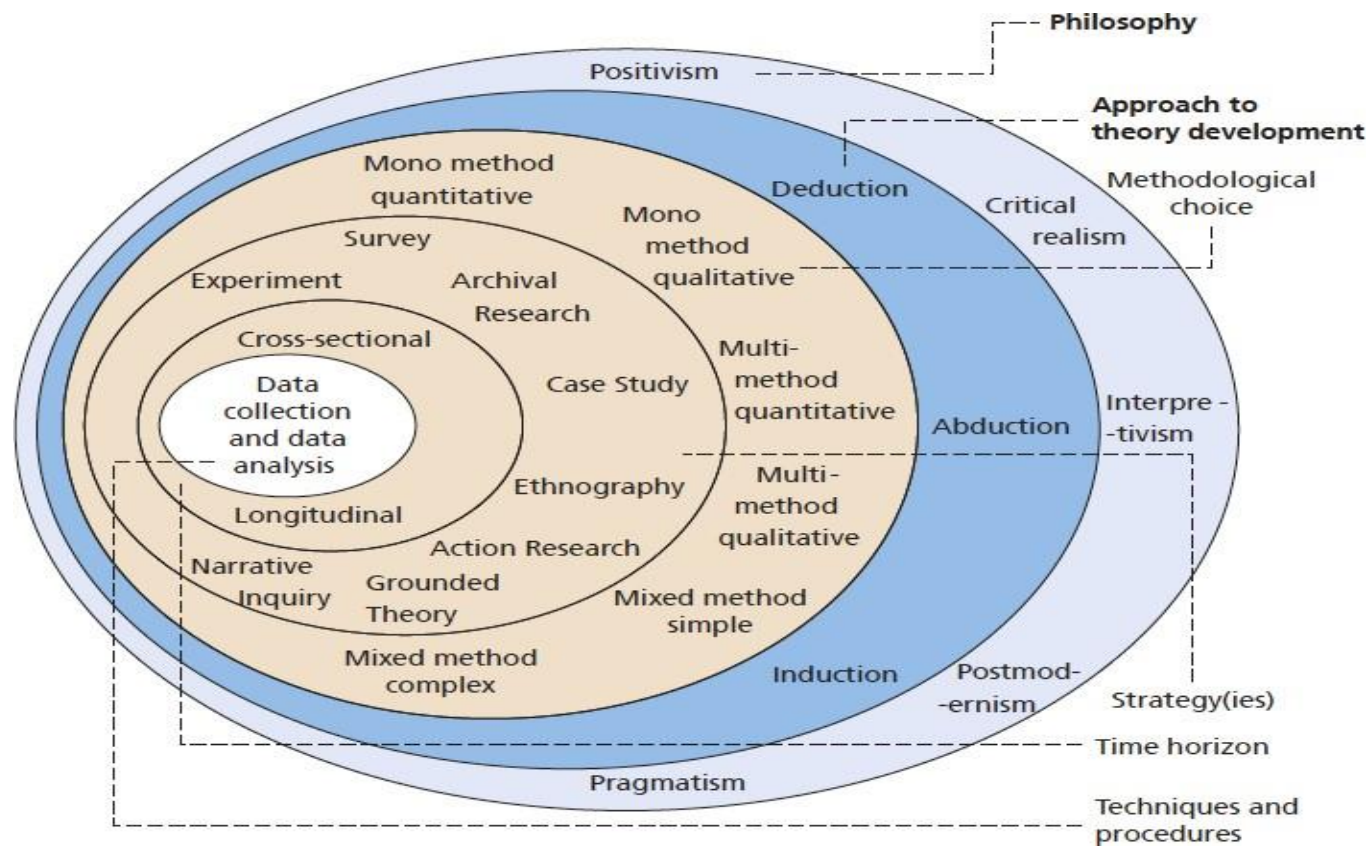 Philosophy
Positivism
Approach to
theory development
Mono method
quantitative
Deduction
Methodological
choice
Critical
realism
Mono
method
qualitative
Survey
Experiment
Archival
Research
Cross-sectional
Multi-
method
quantitative
Data
collection
and data
analysis
Case Study
Abduction
Interpre -
-tivism
Ethnography
Multi-
method
qualitative
Longitudinal
Action Research
Narrative
Inquiry
Grounded
Theory
Mixed method
simple
Mixed method
complex
Induction
Postmod-
-ernism
Strategy(ies)
Time horizon
Pragmatism
Techniques and
procedures